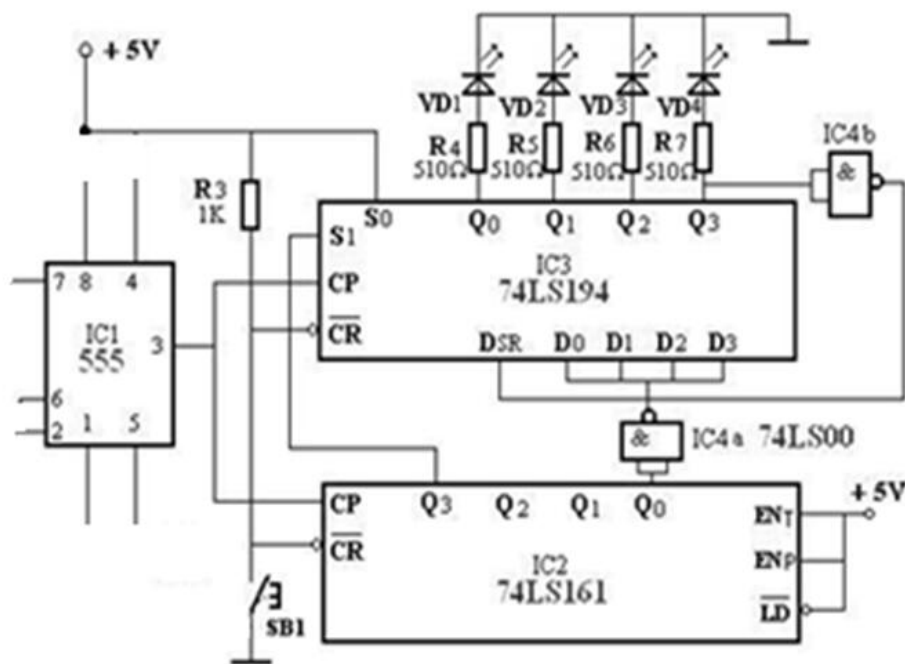 + 5V
VD1 VD2 VD3 VD4
R4 R5 R6 R7
510Ω 510Ω 510Ω 510Ω
IC4b
&
R3
1K
S0 Q0 Q1 Q2 Q3
S1
IC3
CP 74LS194
CR
DSR D0 D1 D2 D3
7 8 4
IC1
555 3
6
2 1 5
& IC4a 74LS00
+ 5V
CP Q3 Q2 Q1 Q0
ENT
CR
ENP
IC2
74LS161
LD
SB1